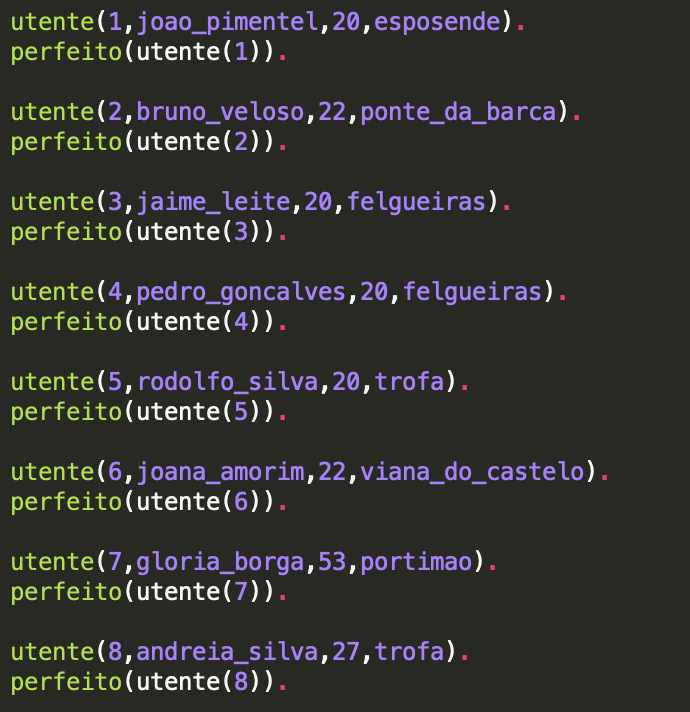 utente(1,joao_pimentel,20,esposende).
perfeito(utente(1)).
utente(2,bruno_veloso,22,ponte_da_barca).
perfeito(utente(2)).
utente(3,jaime_leite,20,felgueiras).
perfeito(utente(3)).
utente(4,pedro_goncalves,20,felgueiras).
perfeito(utente(4)).
utente(5,rodolfo_silva,20,trofa).
perfeito(utente(5)).
utente(6,joana_amorim,22,viana_do_castelo).
perfeito(utente(6)).
utente(7,gloria_borga,53,portimao).
perfeito(utente(7)).
utente(8,andreia_silva,27,trofa).
perfeito(utente(8)).